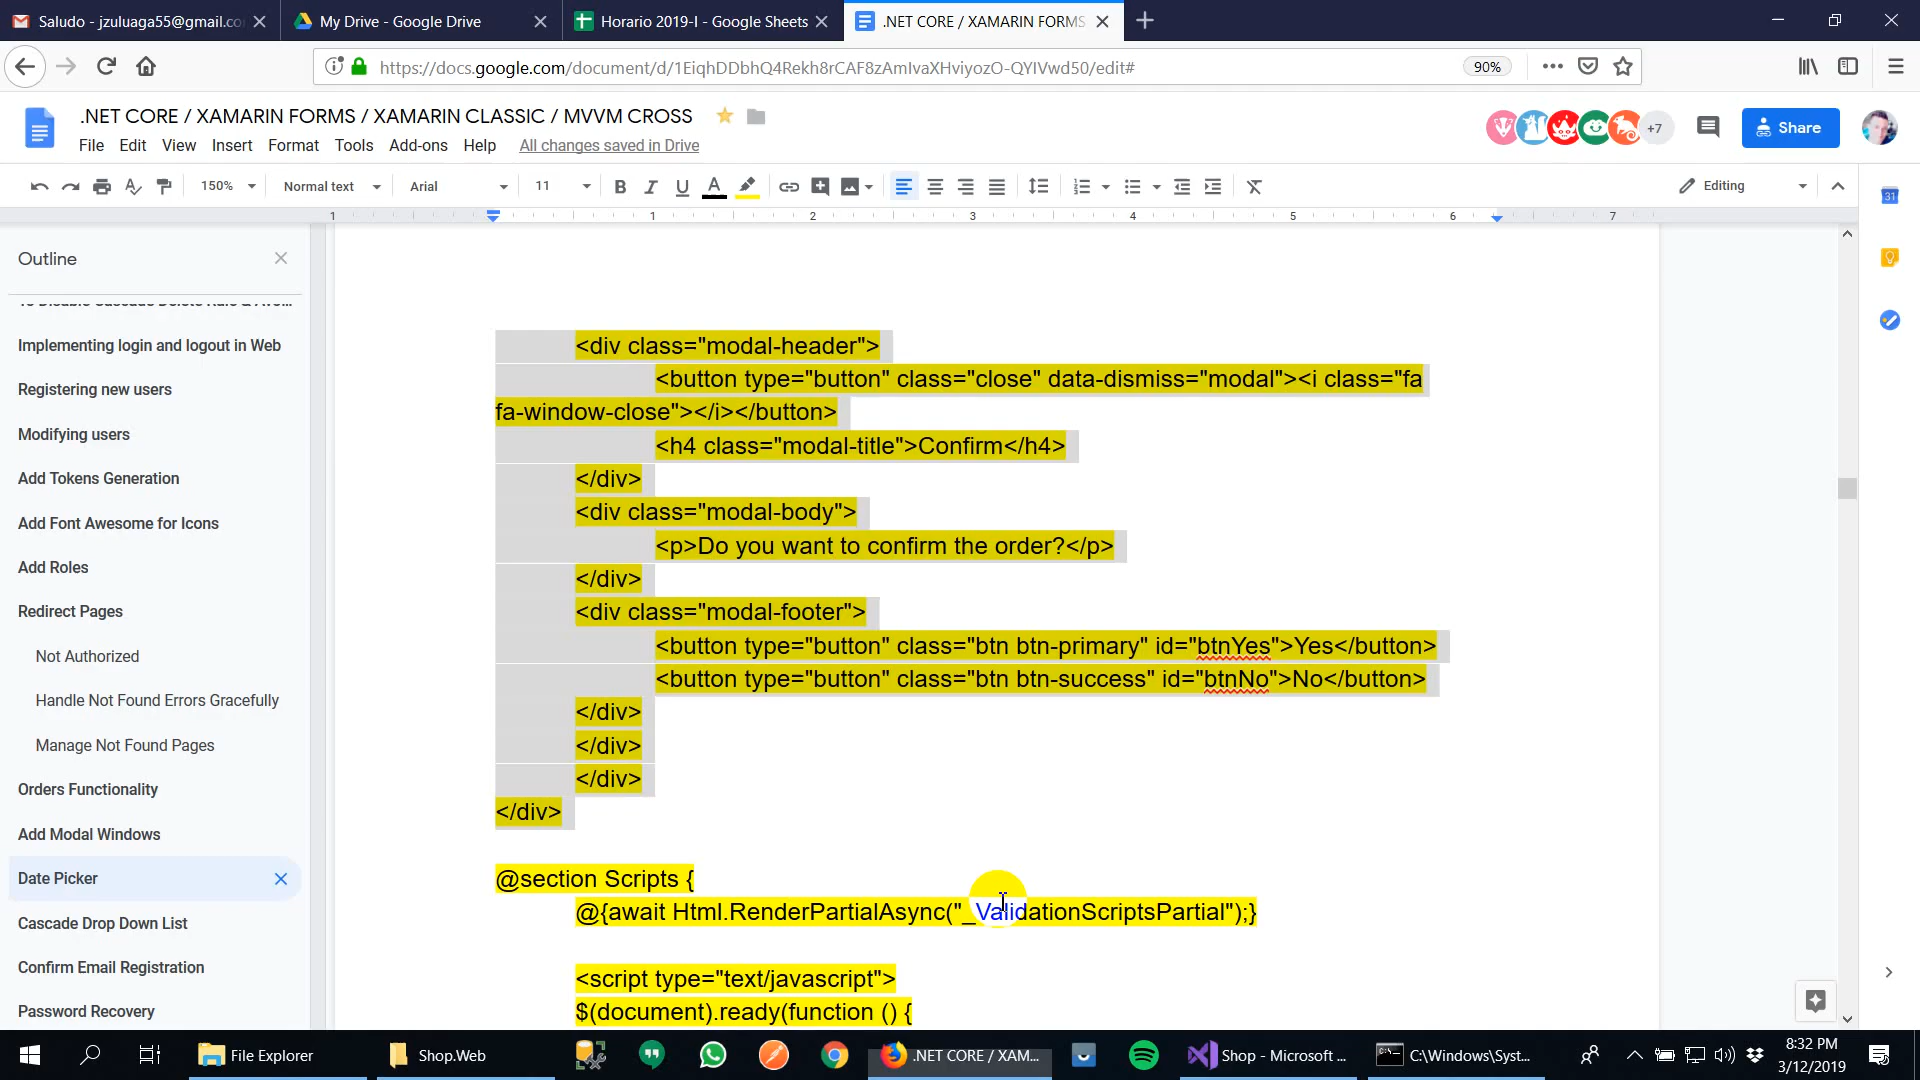 Saludo - jzuluaga55@gmail.co
My Drive - Google Drive
Horario 2019-I - Google Sheets
.NET CORE / XAMARIN FORMS
https://docs.google.com/document/d/1EiqhDDbhQ4Rekh8rCAF8zAmIvaXHviyozO-QYIVwd50/edit#
90%
.NET CORE / XAMARIN FORMS / XAMARIN CLASSIC / MVVM CROSS
File Edit View Insert Format Tools Add-ons Help All changes saved in Drive
+7
Share
150% Normal text Arial 11 Editing
1 1 2 3 4 5 6 7
31
Outline
Implementing login and logout in Web
Registering new users
Modifying users
Add Tokens Generation
Add Font Awesome for Icons
Add Roles
Redirect Pages
Not Authorized
Handle Not Found Errors Gracefully
Manage Not Found Pages
Orders Functionality
Add Modal Windows
Date Picker
Cascade Drop Down List
Confirm Email Registration
Password Recovery
<div class="modal-header">
<button type="button" class="close" data-dismiss="modal"><i class="fa
fa-window-close"></i></button>
<h4 class="modal-title">Confirm</h4>
</div>
<div class="modal-body">
<p>Do you want to confirm the order?</p>
</div>
<div class="modal-footer">
<button type="button" class="btn btn-primary" id="btnYes">Yes</button>
<button type="button" class="btn btn-success" id="btnNo">No</button>
</div>
</div>
</div>
</div>
@section Scripts {
@{await Html.RenderPartialAsync("_ValidationScriptsPartial");}
<script type="text/javascript">
$(document).ready(function () {
File Explorer
Shop.Web
.NET CORE / XAM...
Shop - Microsoft ...
C:\Windows\Syst...
8:32 PM
3/12/2019